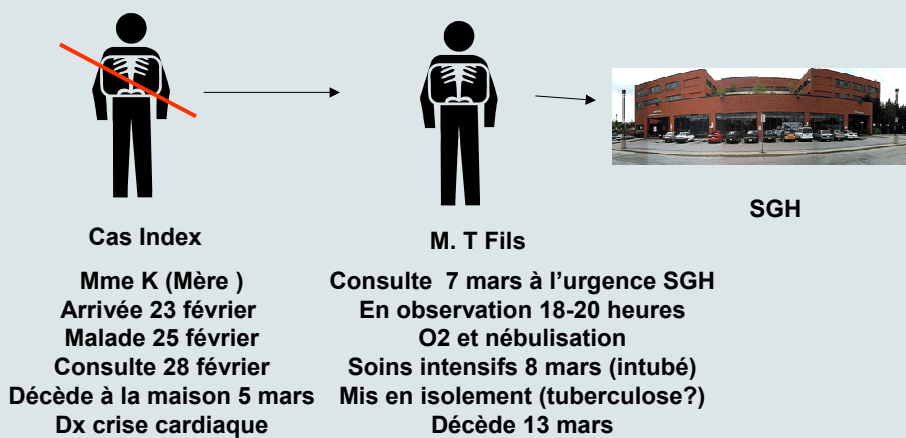 Cas Index
Mme K (Mère )
Arrivée 23 février
Malade 25 février
Consulte 28 février
Décède à la maison 5 mars
Dx crise cardiaque
M. T Fils
Consulte 7 mars à l’urgence SGH
En observation 18-20 heures
O2 et nébulisation
Soins intensifs 8 mars (intubé)
Mis en isolement (tuberculose?)
Décède 13 mars
SGH